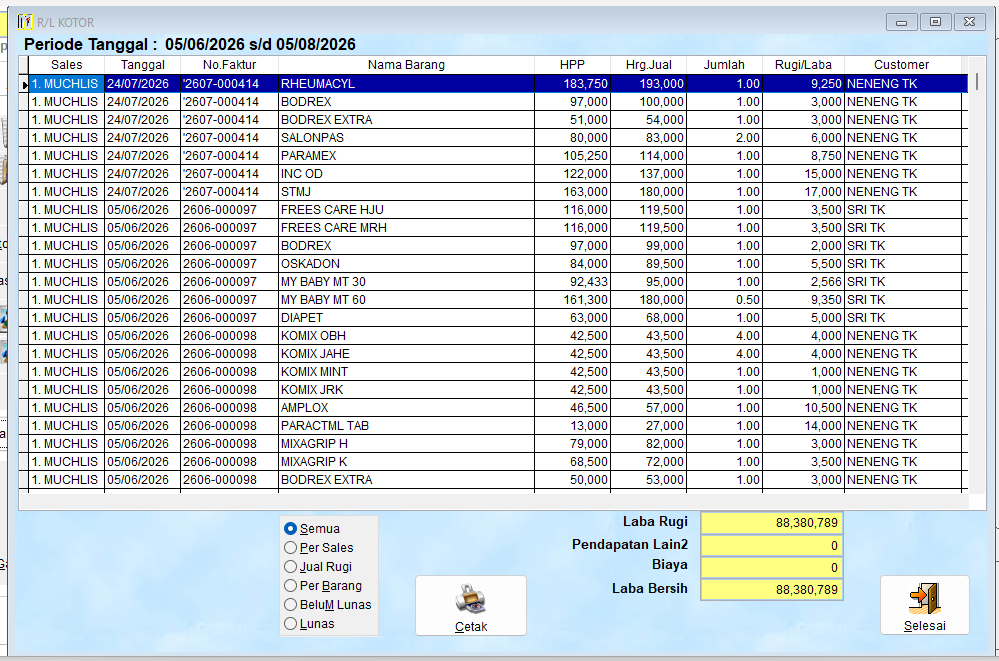 R/L KOTOR
Periode Tanggal : 05/06/2026 s/d 05/08/2026
Sales Tanggal No.Faktur Nama Barang HPP Hrg.Jual Jumlah Rugi/Laba Customer
1. MUCHLIS 24/07/2026 '2607-000414 RHEUMACYL 183,750 193,000 1.00 9,250 NENENG TK
1. MUCHLIS 24/07/2026 '2607-000414 BODREX 97,000 100,000 1.00 3,000 NENENG TK
1. MUCHLIS 24/07/2026 '2607-000414 BODREX EXTRA 51,000 54,000 1.00 3,000 NENENG TK
1. MUCHLIS 24/07/2026 '2607-000414 SALONPAS 80,000 83,000 2.00 6,000 NENENG TK
1. MUCHLIS 24/07/2026 '2607-000414 PARAMEX 105,250 114,000 1.00 8,750 NENENG TK
1. MUCHLIS 24/07/2026 '2607-000414 INC OD 122,000 137,000 1.00 15,000 NENENG TK
1. MUCHLIS 24/07/2026 '2607-000414 STMJ 163,000 180,000 1.00 17,000 NENENG TK
1. MUCHLIS 05/06/2026 2606-000097 FREES CARE HJU 116,000 119,500 1.00 3,500 SRI TK
1. MUCHLIS 05/06/2026 2606-000097 FREES CARE MRH 116,000 119,500 1.00 3,500 SRI TK
1. MUCHLIS 05/06/2026 2606-000097 BODREX 97,000 99,000 1.00 2,000 SRI TK
1. MUCHLIS 05/06/2026 2606-000097 OSKADON 84,000 89,500 1.00 5,500 SRI TK
1. MUCHLIS 05/06/2026 2606-000097 MY BABY MT 30 92,433 95,000 1.00 2,566 SRI TK
1. MUCHLIS 05/06/2026 2606-000097 MY BABY MT 60 161,300 180,000 0.50 9,350 SRI TK
1. MUCHLIS 05/06/2026 2606-000097 DIAPET 63,000 68,000 1.00 5,000 SRI TK
1. MUCHLIS 05/06/2026 2606-000098 KOMIX OBH 42,500 43,500 4.00 4,000 NENENG TK
1. MUCHLIS 05/06/2026 2606-000098 KOMIX JAHE 42,500 43,500 4.00 4,000 NENENG TK
1. MUCHLIS 05/06/2026 2606-000098 KOMIX MINT 42,500 43,500 1.00 1,000 NENENG TK
1. MUCHLIS 05/06/2026 2606-000098 KOMIX JRK 42,500 43,500 1.00 1,000 NENENG TK
1. MUCHLIS 05/06/2026 2606-000098 AMPLOX 46,500 57,000 1.00 10,500 NENENG TK
1. MUCHLIS 05/06/2026 2606-000098 PARACTML TAB 13,000 27,000 1.00 14,000 NENENG TK
1. MUCHLIS 05/06/2026 2606-000098 MIXAGRIP H 79,000 82,000 1.00 3,000 NENENG TK
1. MUCHLIS 05/06/2026 2606-000098 MIXAGRIP K 68,500 72,000 1.00 3,500 NENENG TK
1. MUCHLIS 05/06/2026 2606-000098 BODREX EXTRA 50,000 53,000 1.00 3,000 NENENG TK
Semua
Per Sales
Jual Rugi
Per Barang
BeluM Lunas
Lunas
Cetak
Laba Rugi 88,380,789
Pendapatan Lain2 0
Biaya 0
Laba Bersih 88,380,789
Selesai